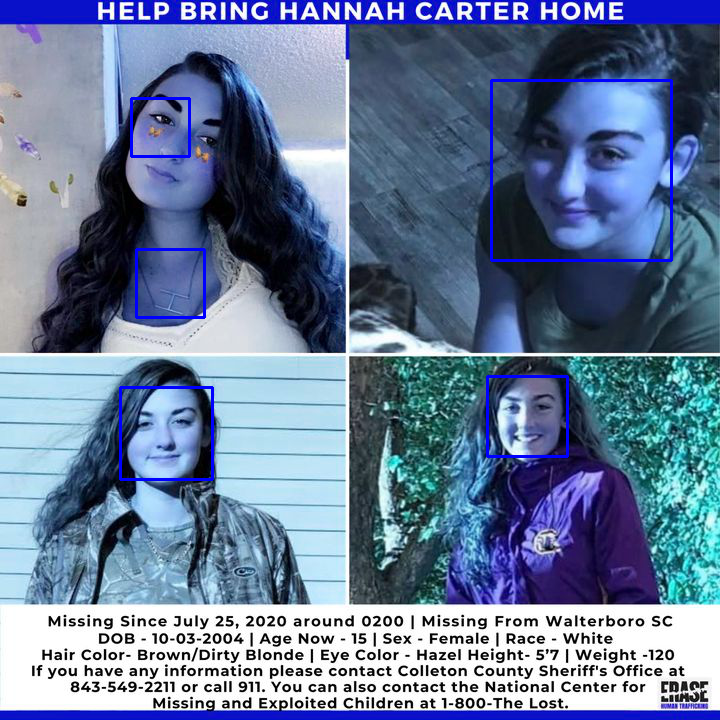 HELP BRING HANNAH CARTER HOME
H
Missing Since July 25, 2020 around 0200 | Missing From Walterboro SC
DOB - 10-03-2004 | Age Now - 15 | Sex - Female | Race - White
Hair Color- Brown/Dirty Blonde | Eye Color - Hazel Height- 5’7 | Weight -120
If you have any information please contact Colleton County Sheriff's Office at
843-549-2211 or call 911. You can also contact the National Center for
Missing and Exploited Children at 1-800-The Lost.
ERASE
HUMAN TRAFFICKING